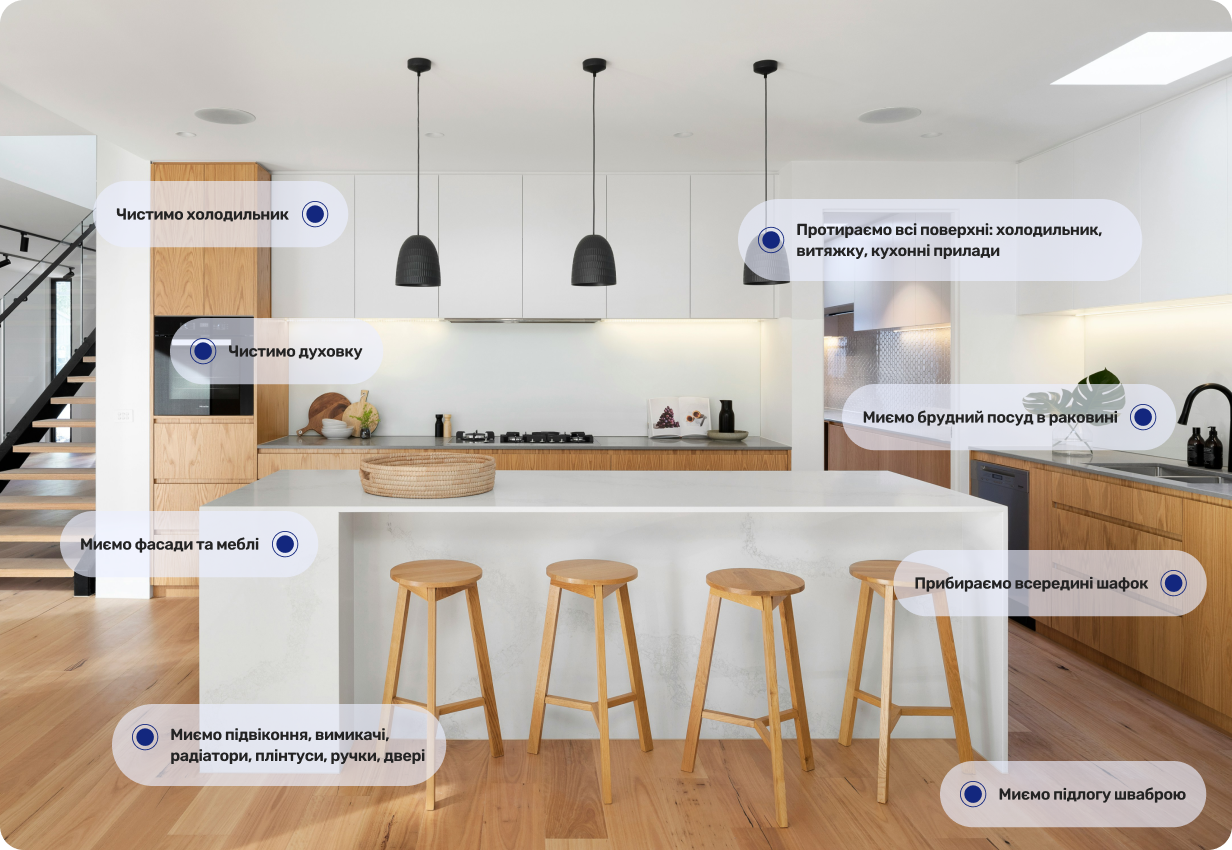 Чистимо холодильник
Протираємо всі поверхні: холодильник,
витяжку, кухонні прилади
Чистимо духовку
Миємо брудний посуд в раковині
Миємо фасади та меблі
Прибираємо всередині шафок
Миємо підвіконня, вимикачі,
радіатори, плінтуси, ручки, двері
Миємо підлогу шваброю